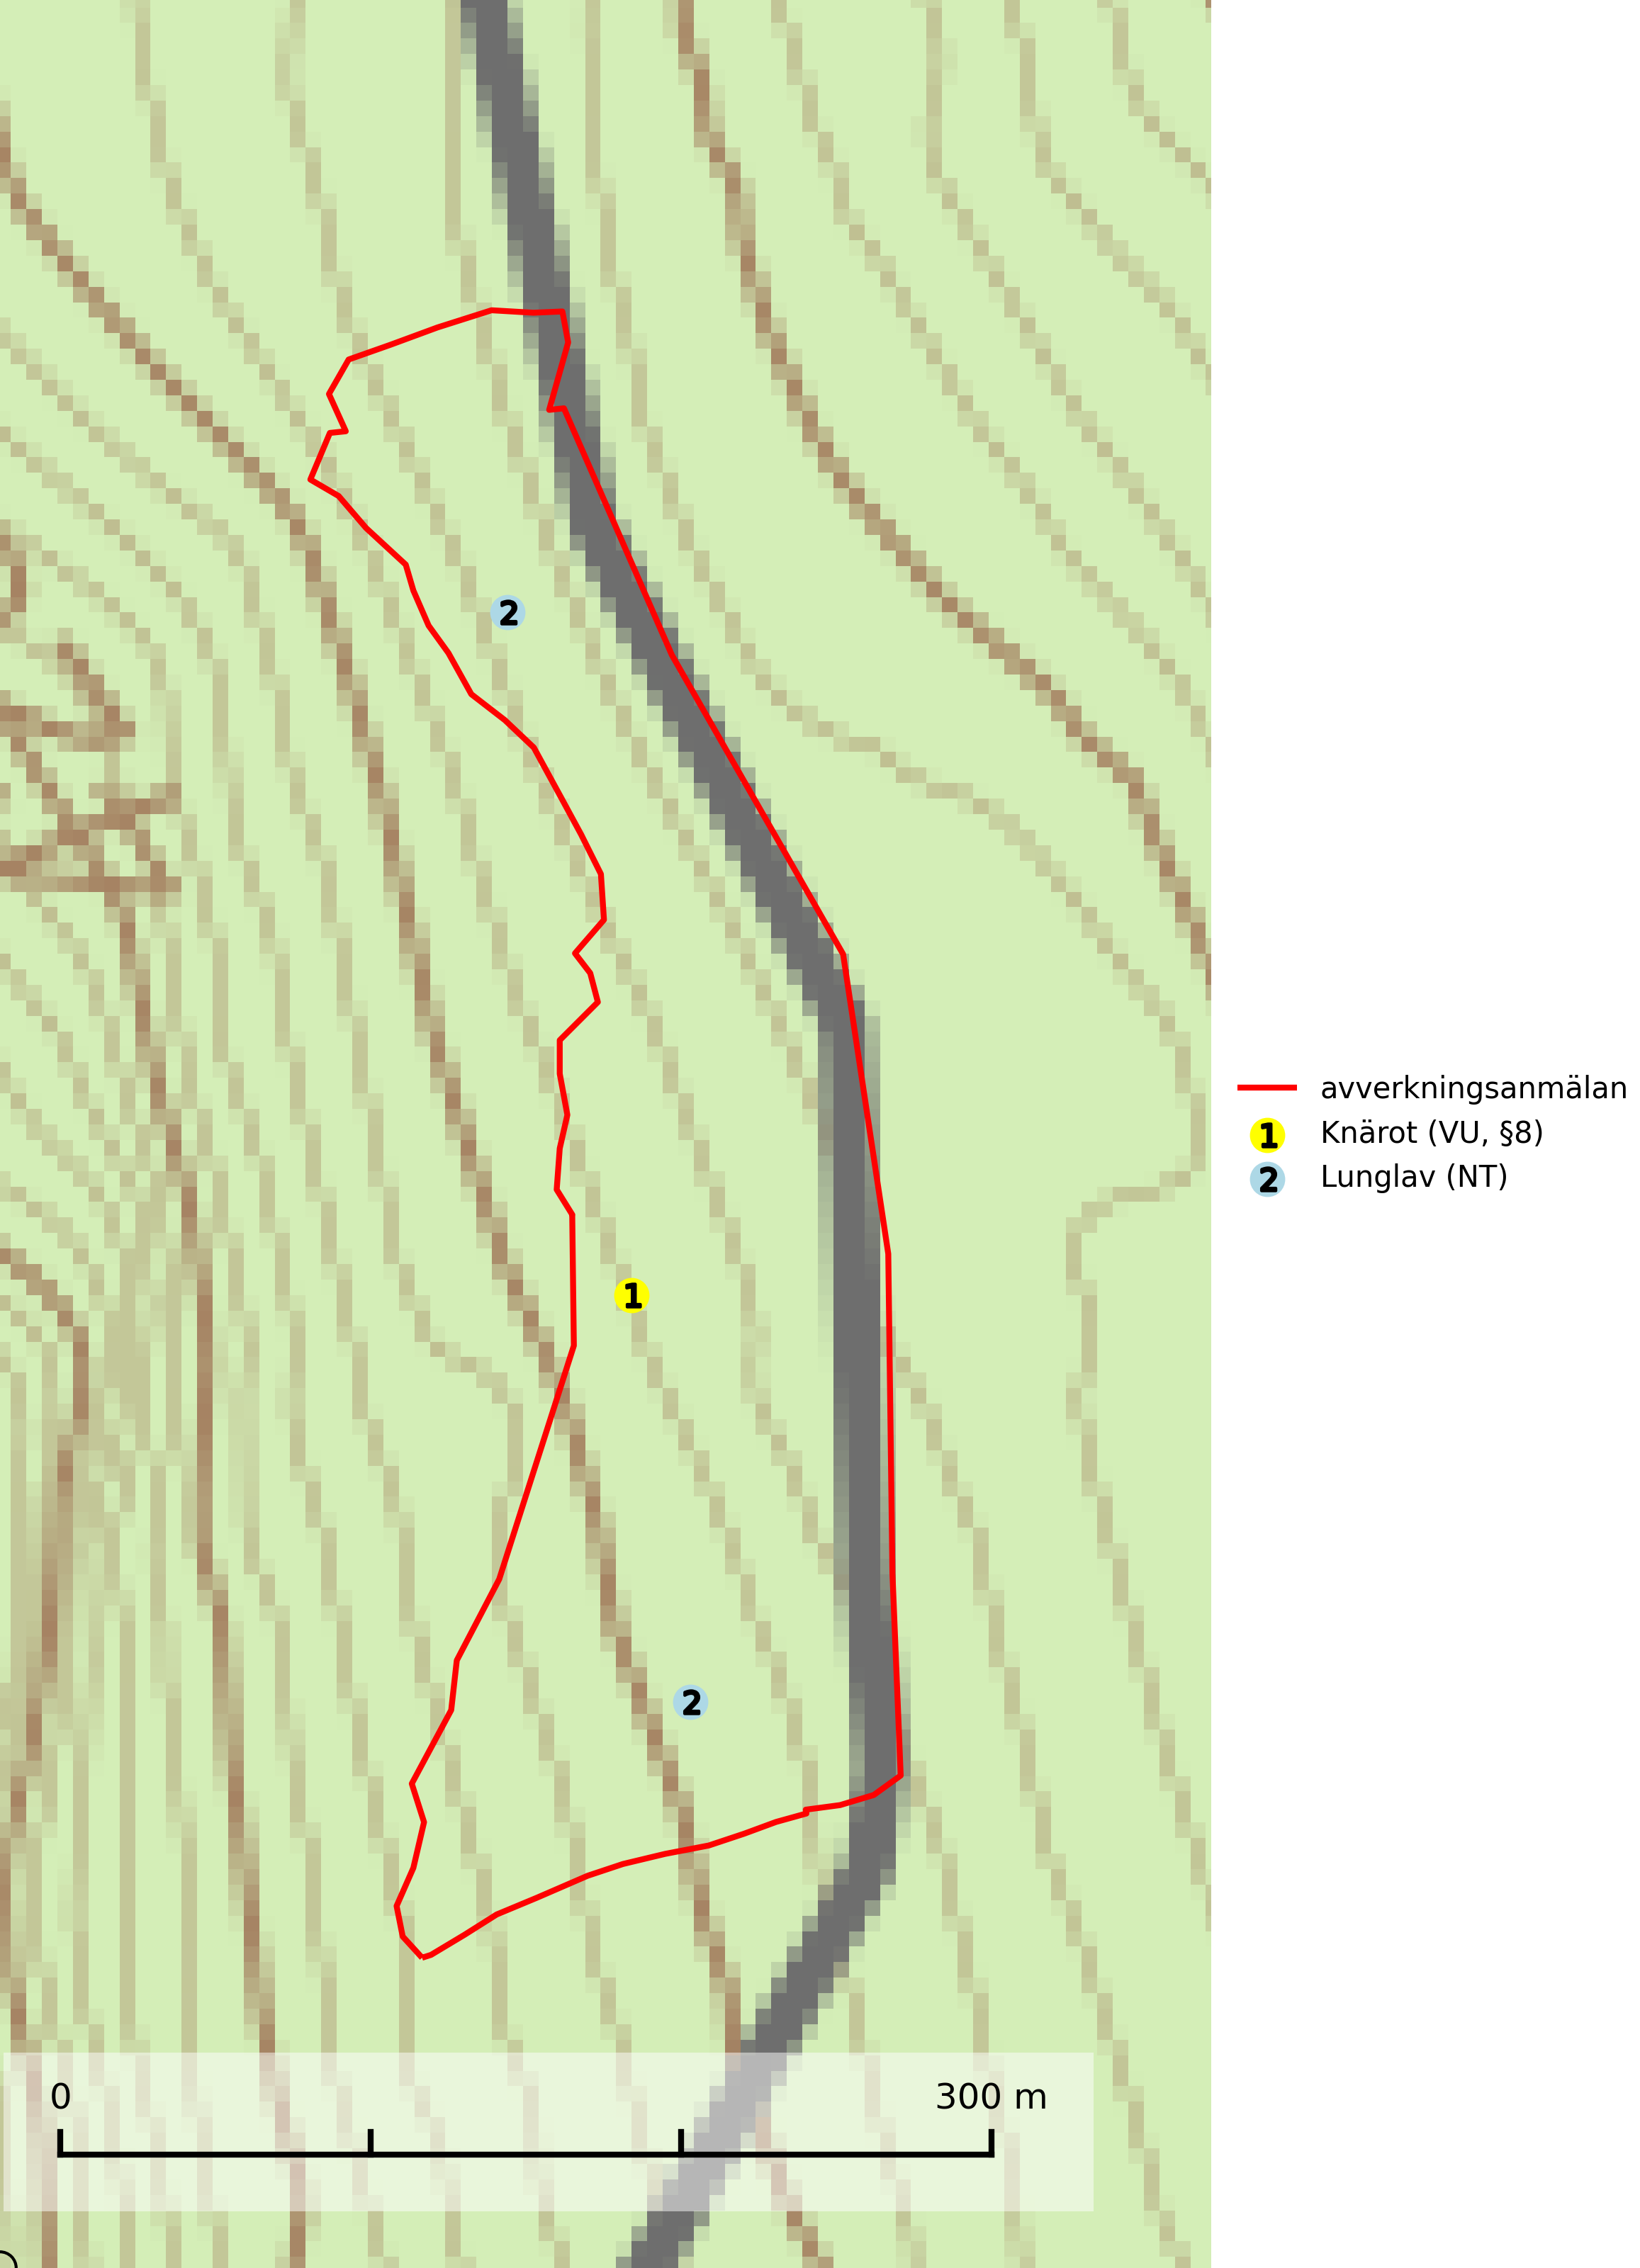 2
1
2
avverkningsanmälan
1 Knärot (VU, §8)
2 Lunglav (NT)
0 300 m